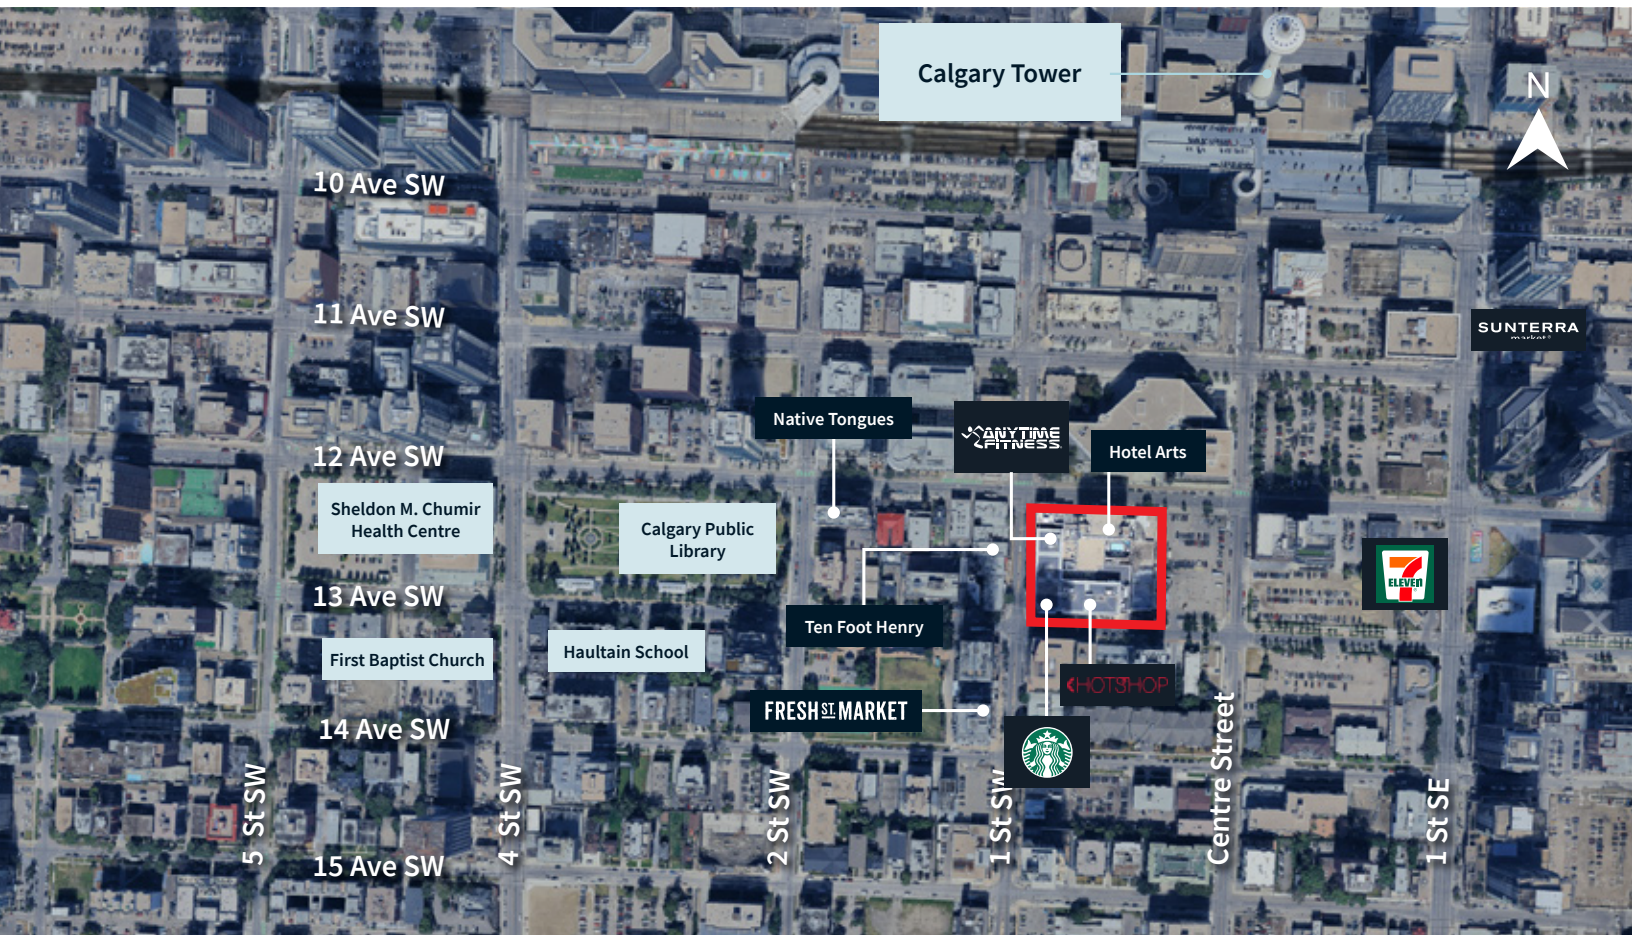 Calgary Tower
N
10 Ave SW
11 Ave SW
SUNTERRA
market
Native Tongues
ANYTIME
FITNESS
Hotel Arts
12 Ave SW
Sheldon M. Chumir
Health Centre
Calgary Public
Library
7
ELEVEn
13 Ave SW
Ten Foot Henry
First Baptist Church
Haultain School
HOTSHOP
FRESH ST. MARKET
14 Ave SW
5 St SW
4 St SW
2 St SW
1 St SW
Centre Street
1 St SE
15 Ave SW